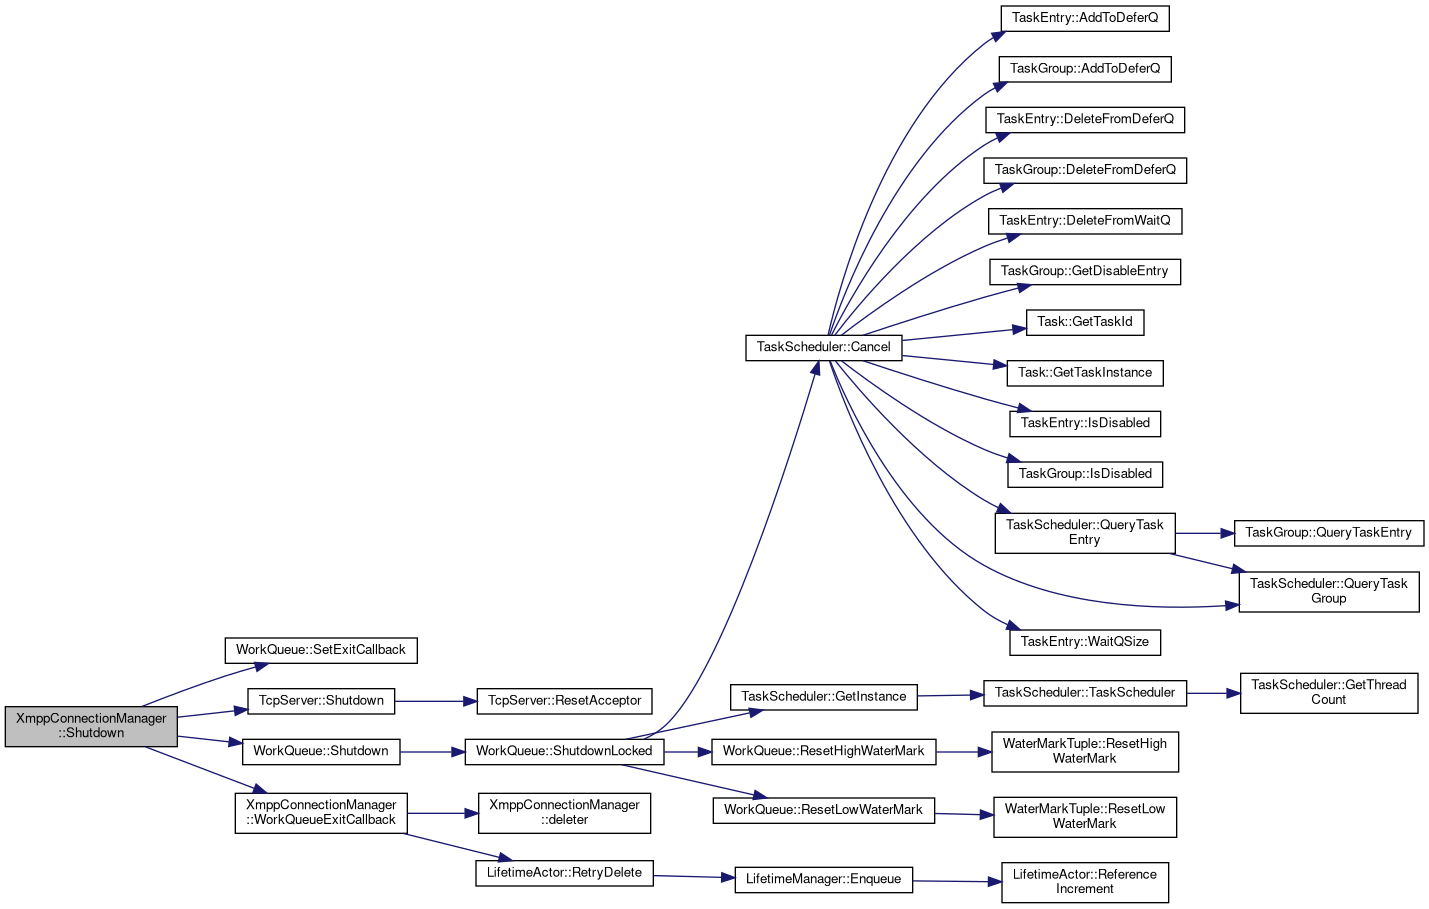 TaskEntry::AddToDeferQ
TaskGroup::AddToDeferQ
TaskEntry::DeleteFromDeferQ
TaskGroup::DeleteFromDeferQ
TaskEntry::DeleteFromWaitQ
TaskGroup::GetDisableEntry
Task::GetTaskId
TaskScheduler::Cancel
Task::GetTaskInstance
TaskEntry::IsDisabled
TaskGroup::IsDisabled
TaskScheduler::QueryTask
Entry
TaskGroup::QueryTaskEntry
TaskScheduler::QueryTask
Group
TaskEntry::WaitQSize
WorkQueue::SetExitCallback
TcpServer::Shutdown
TcpServer::ResetAcceptor
TaskScheduler::GetInstance
TaskScheduler::TaskScheduler
TaskScheduler::GetThread
Count
XmppConnectionManager
::Shutdown
WorkQueue::Shutdown
WorkQueue::ShutdownLocked
WorkQueue::ResetHighWaterMark
WaterMarkTuple::ResetHigh
WaterMark
XmppConnectionManager
::WorkQueueExitCallback
XmppConnectionManager
::deleter
WorkQueue::ResetLowWaterMark
WaterMarkTuple::ResetLow
WaterMark
LifetimeActor::RetryDelete
LifetimeManager::Enqueue
LifetimeActor::Reference
Increment